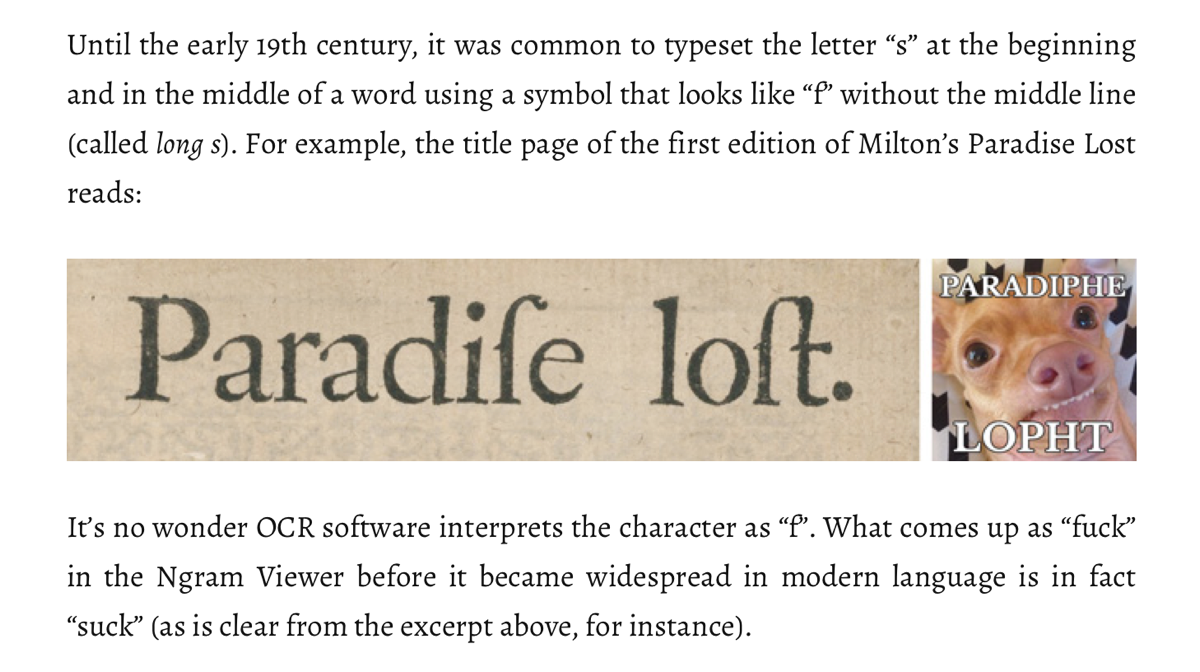 Until the early 19th century, it was common to typeset the letter “s” at the beginning
and in the middle of a word using a symbol that looks like “f” without the middle line
(called long s). For example, the title page of the first edition of Milton’s Paradise Lost
reads:
Paradiſe loſt.
PARADIPHE
LOPHT
It’s no wonder OCR software interprets the character as “f”. What comes up as “fuck”
in the Ngram Viewer before it became widespread in modern language is in fact
“suck” (as is clear from the excerpt above, for instance).